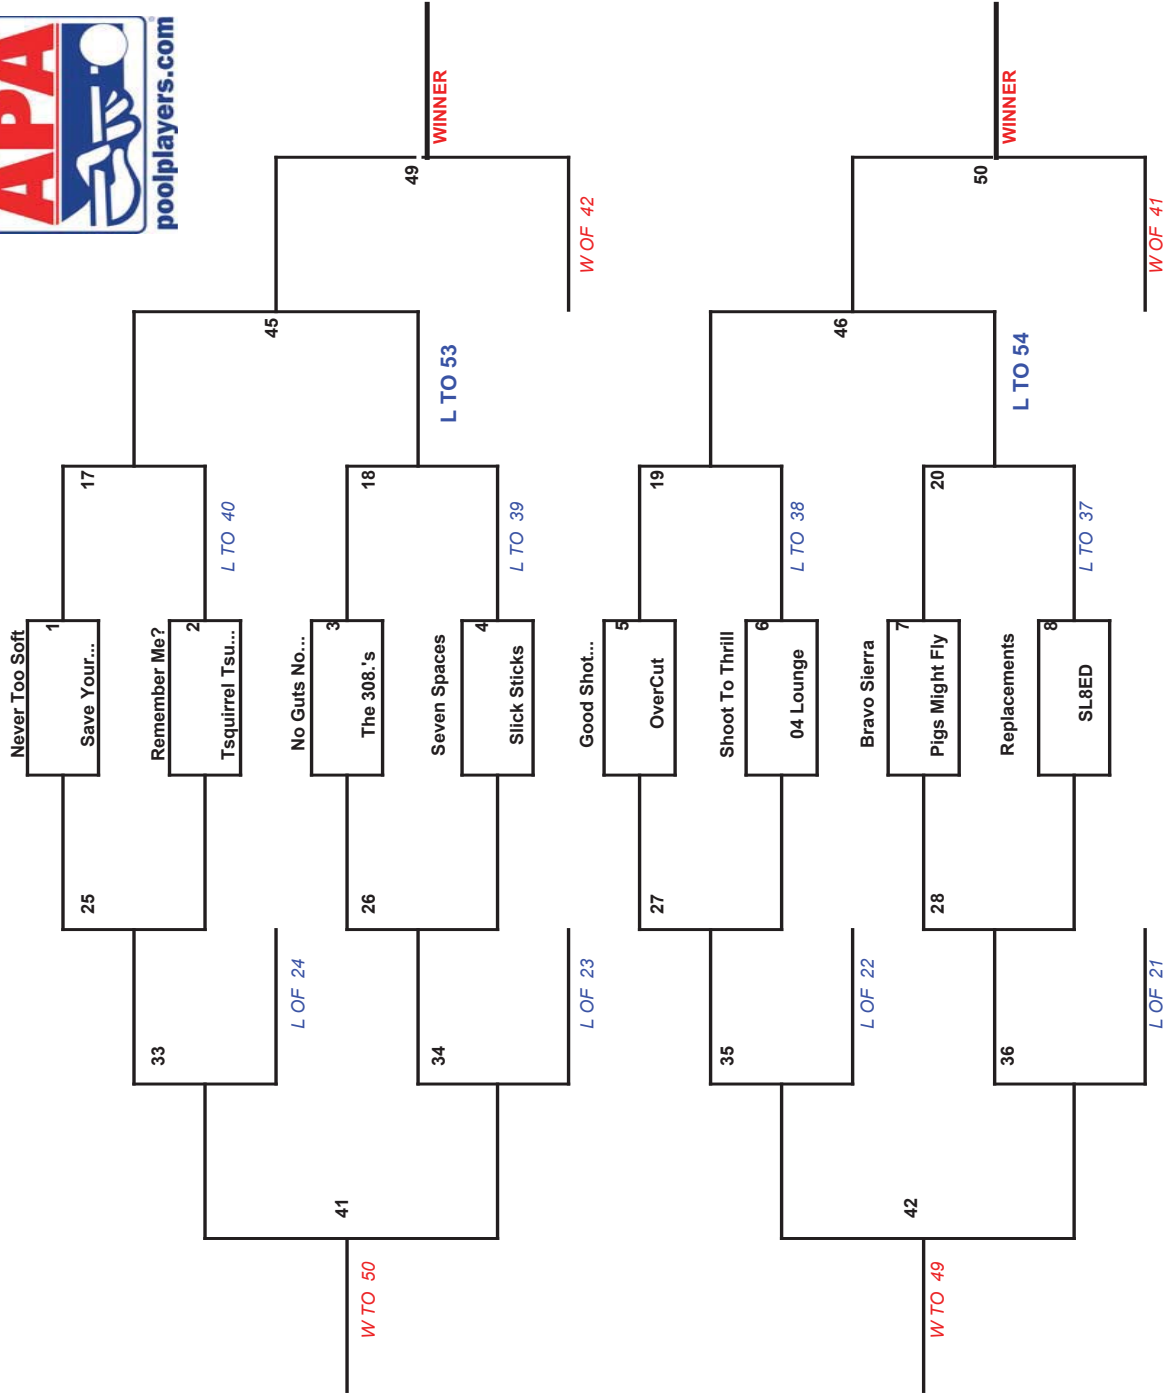 APA
poolplayers.com
Never Too Soft
1
25
Save Your...
17
33
Remember Me?
2
Tsquirrel Tsu...
L TO 40
45
L OF 24
No Guts No...
3
41
W TO 50
26
The 308.'s
18
49
34
Seven Spaces
L TO 53
WINNER
4
Slick Sticks
L TO 39
L OF 23
Good Shot...
W OF 42
5
27
OverCut
19
35
Shoot To Thrill
6
04 Lounge
L TO 38
46
L OF 22
Bravo Sierra
7
42
W TO 49
28
Pigs Might Fly
20
50
36
Replacements
L TO 54
WINNER
8
SL8ED
L TO 37
L OF 21
W OF 41